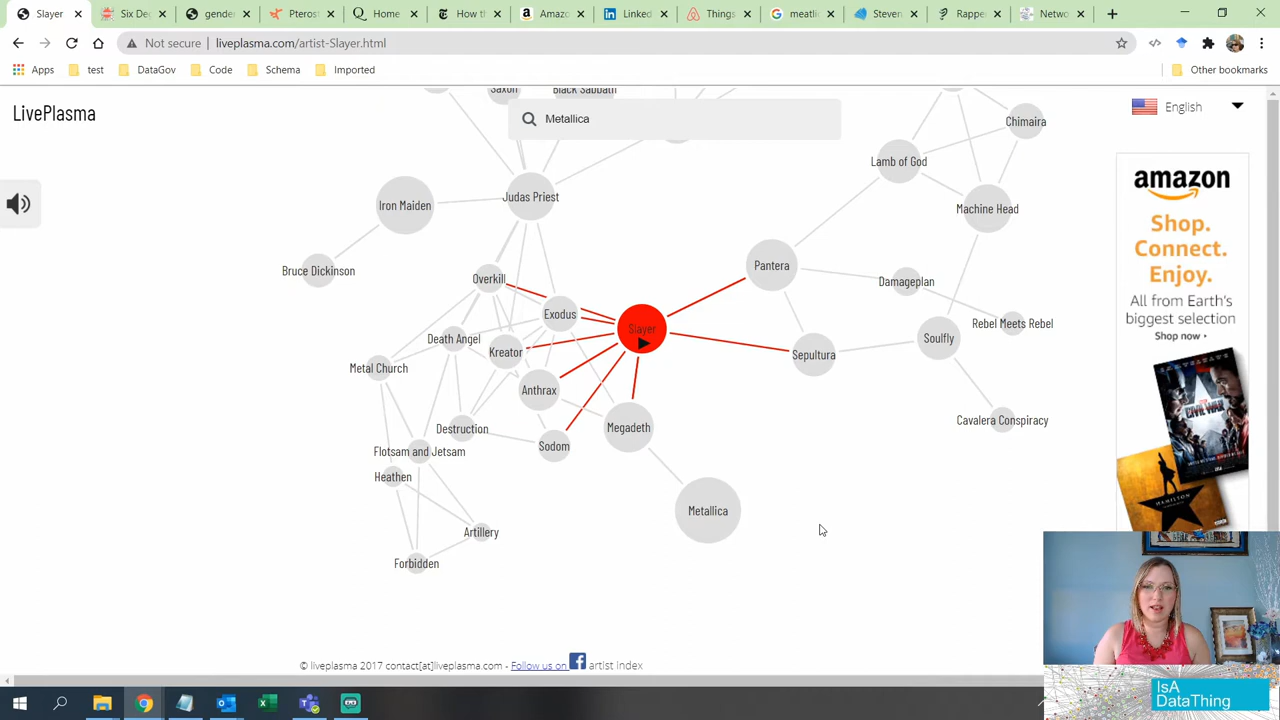 Slayer
Six De
gender
Pteros
Home
How th
Amazo
Linked
Things
meatli
Steven
Rappe
Netwo
Not secure
liveplasma.com/artist-Slayer.html
Apps
test
DataGov
Code
Schema
Imported
Other bookmarks
LivePlasma
Metallica
English
Saxon
Black Sabbath
Chimaira
Lamb of God
Judas Priest
Iron Maiden
Machine Head
Bruce Dickinson
Pantera
Overkill
Damageplan
Exodus
Slayer
Rebel Meets Rebel
Death Angel
Kreator
Sepultura
Soulfly
Metal Church
Anthrax
Cavalera Conspiracy
Destruction
Megadeth
Flotsam and Jetsam
Sodom
Heathen
Metallica
Artillery
Forbidden
amazon
Shop.
Connect.
Enjoy.
All from Earth's
biggest selection
Shop now
CIVIL WAR
HAMILTON
© liveplasma 2017 contact[at]liveplasma.com - Follow us on artist Index
IsA
DataThing